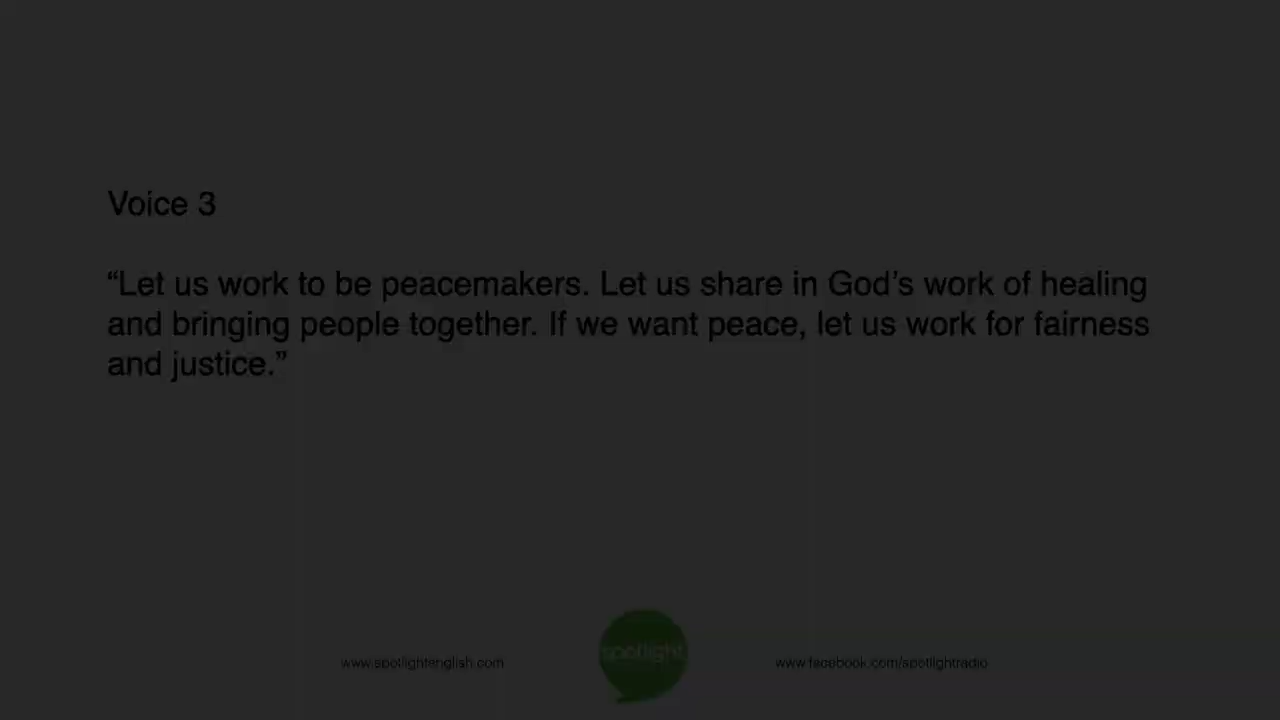 Voice 3
“Let us work to be peacemakers. Let us share in God’s work of healing
and bringing people together. If we want peace, let us work for fairness
and justice.”
spotlight
www.spotlightenglish.com
www.facebook.com/spotlightradio